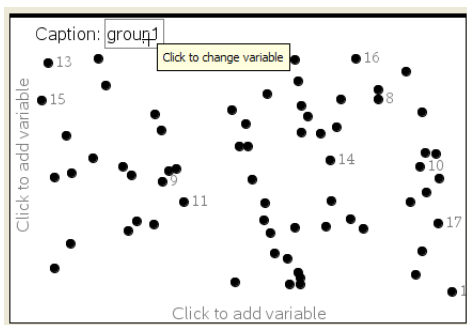 Caption: group1
Click to change variable
13
16
15
8
14
10
9
11
17
Click to add variable
Click to add variable